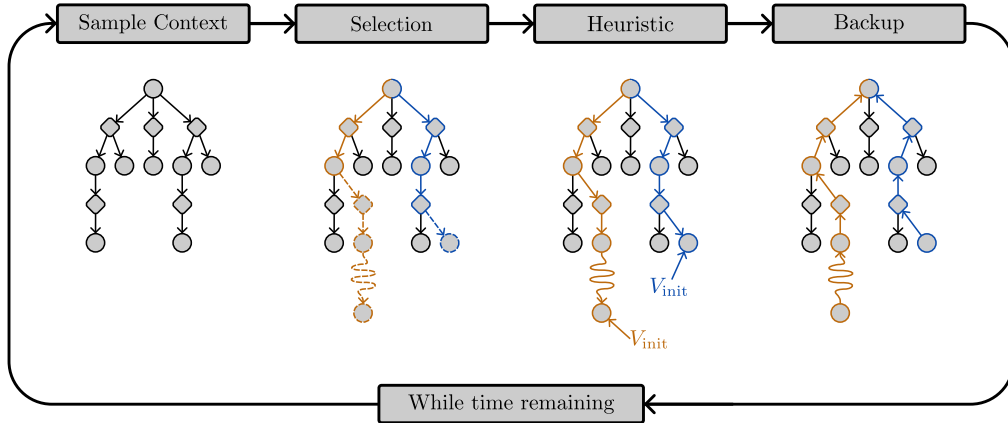 Sample Context
Selection
Heuristic
Backup
V_init
V_init
While time remaining